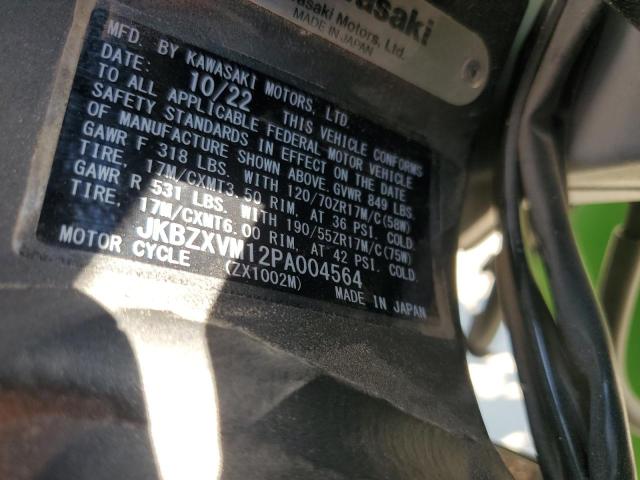 Kawasaki
Kawasaki Motors, Ltd.
MADE IN JAPAN
MFD. BY KAWASAKI MOTORS, LTD.
DATE: 10/22 THIS VEHICLE CONFORMS
TO ALL APPLICABLE FEDERAL MOTOR VEHICLE
SAFETY STANDARDS IN EFFECT ON THE DATE
OF MANUFACTURE SHOWN ABOVE. GVWR 849 LBS.
GAWR F 318 LBS. WITH 120/70ZR17M/C(58W)
TIRE, 17M/CXMT3.50 RIM. AT 36 PSI. COLD.
GAWR R 531 LBS. WITH 190/55ZR17M/C(75W)
TIRE, 17M/CXMT6.00 RIM. AT 42 PSI. COLD.
JKBZXVM12PA004564
MOTOR CYCLE (ZX1002M) MADE IN JAPAN